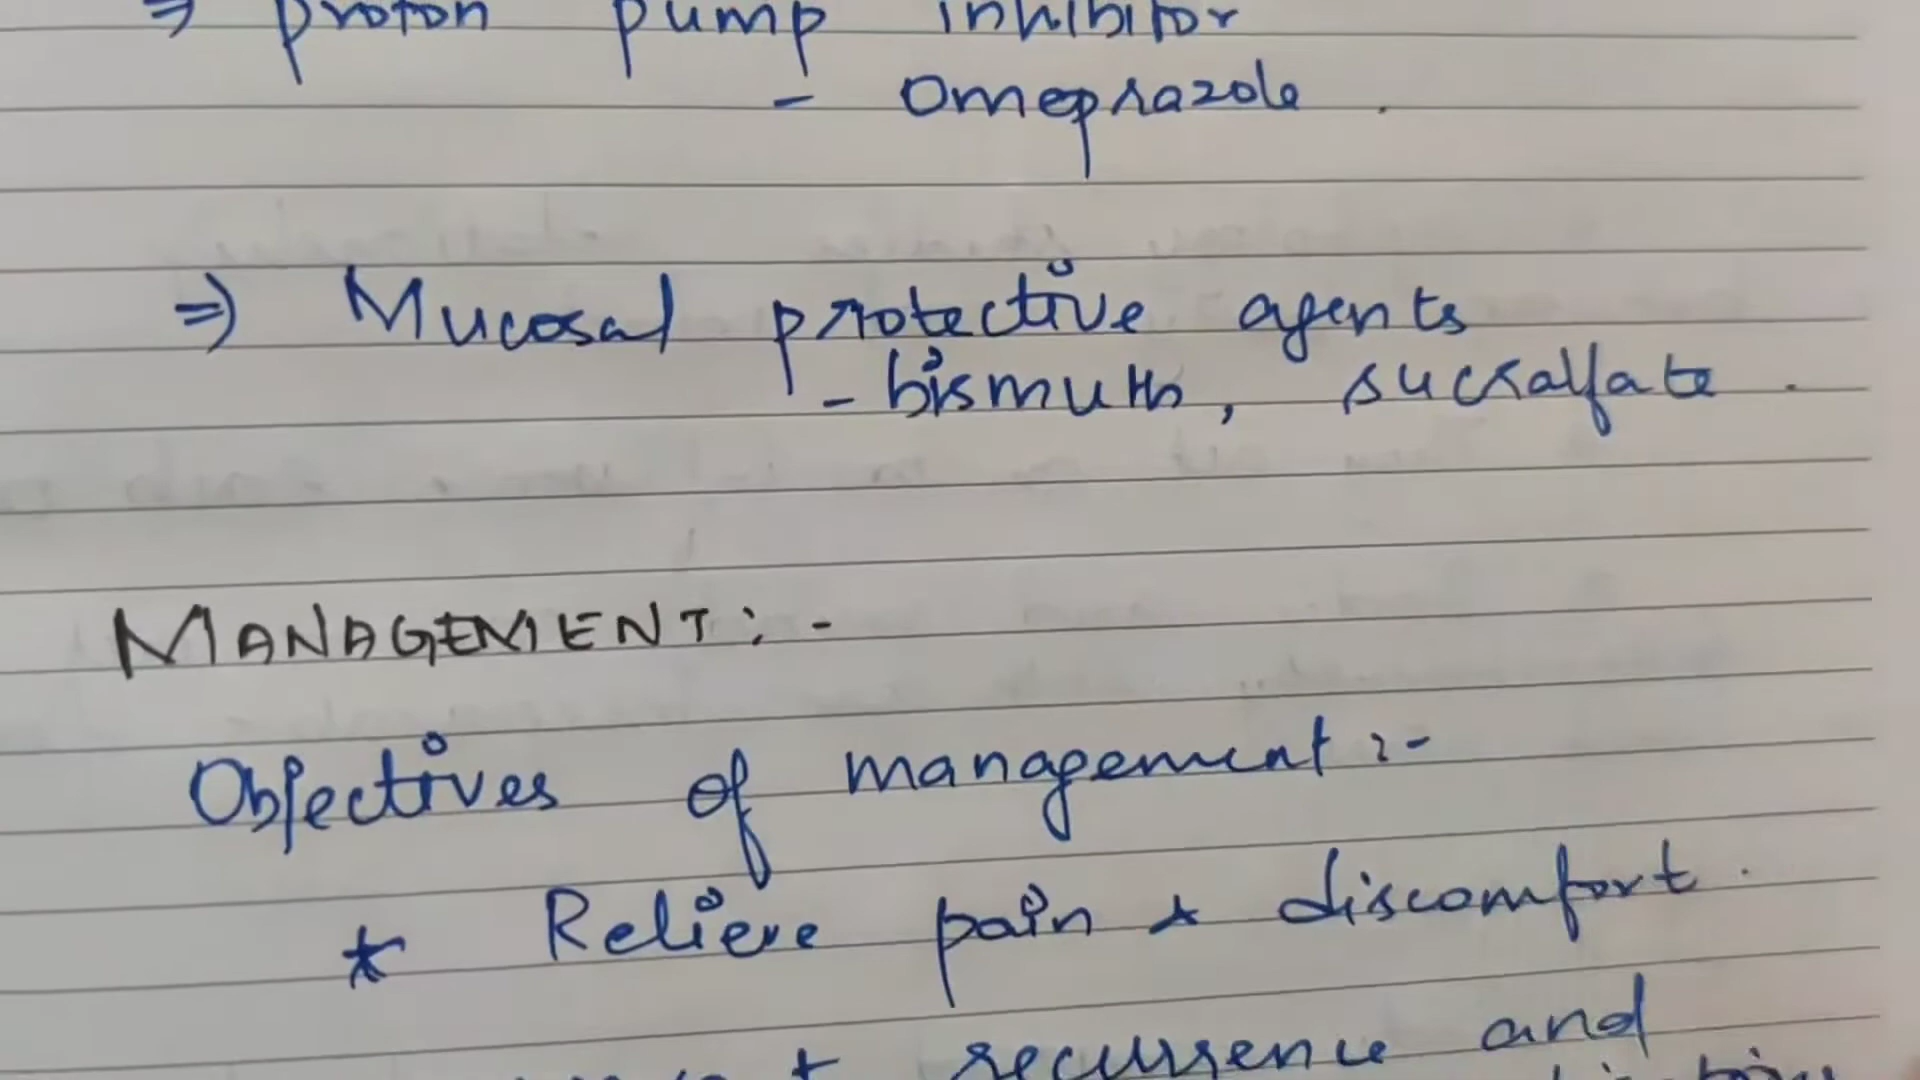 ⇒ proton pump inhibitor
- Omeprazole .
⇒ Mucosal protective agents
- bismuth, sucralfate .
MANAGEMENT : -
Objectives of management :-
* Relieve pain & discomfort .
recurrence and